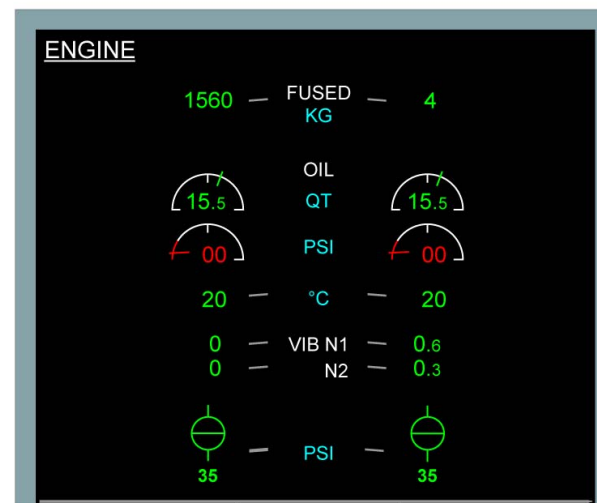 ENGINE
1560 FUSED 4
KG
OIL
15.5 QT 15.5
00 PSI 00
20 °C 20
0 VIB N1 0.6
0 N2 0.3
35 PSI 35